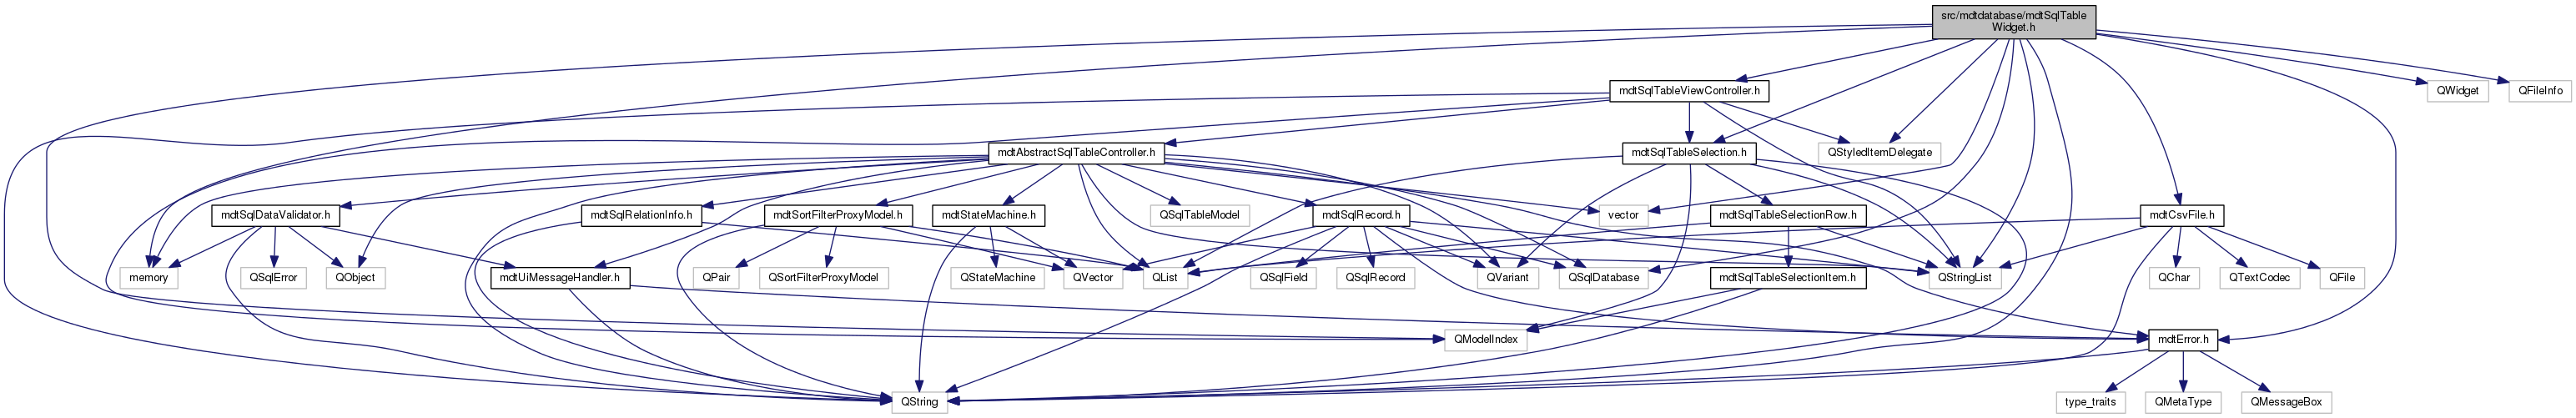 src/mdtdatabase/mdtSqlTable
Widget.h
mdtSqlTableViewController.h
QWidget
QFileInfo
mdtAbstractSqlTableController.h
mdtSqlTableSelection.h
QStyledItemDelegate
mdtSqlDataValidator.h
mdtSqlRelationInfo.h
mdtSortFilterProxyModel.h
mdtStateMachine.h
QSqlTableModel
mdtSqlRecord.h
vector
mdtSqlTableSelectionRow.h
mdtCsvFile.h
memory
QSqlError
QObject
mdtUiMessageHandler.h
QPair
QSortFilterProxyModel
QStateMachine
QVector
QList
QSqlField
QSqlRecord
QVariant
QSqlDatabase
mdtSqlTableSelectionItem.h
QStringList
QChar
QTextCodec
QFile
QModelIndex
mdtError.h
QString
type_traits
QMetaType
QMessageBox